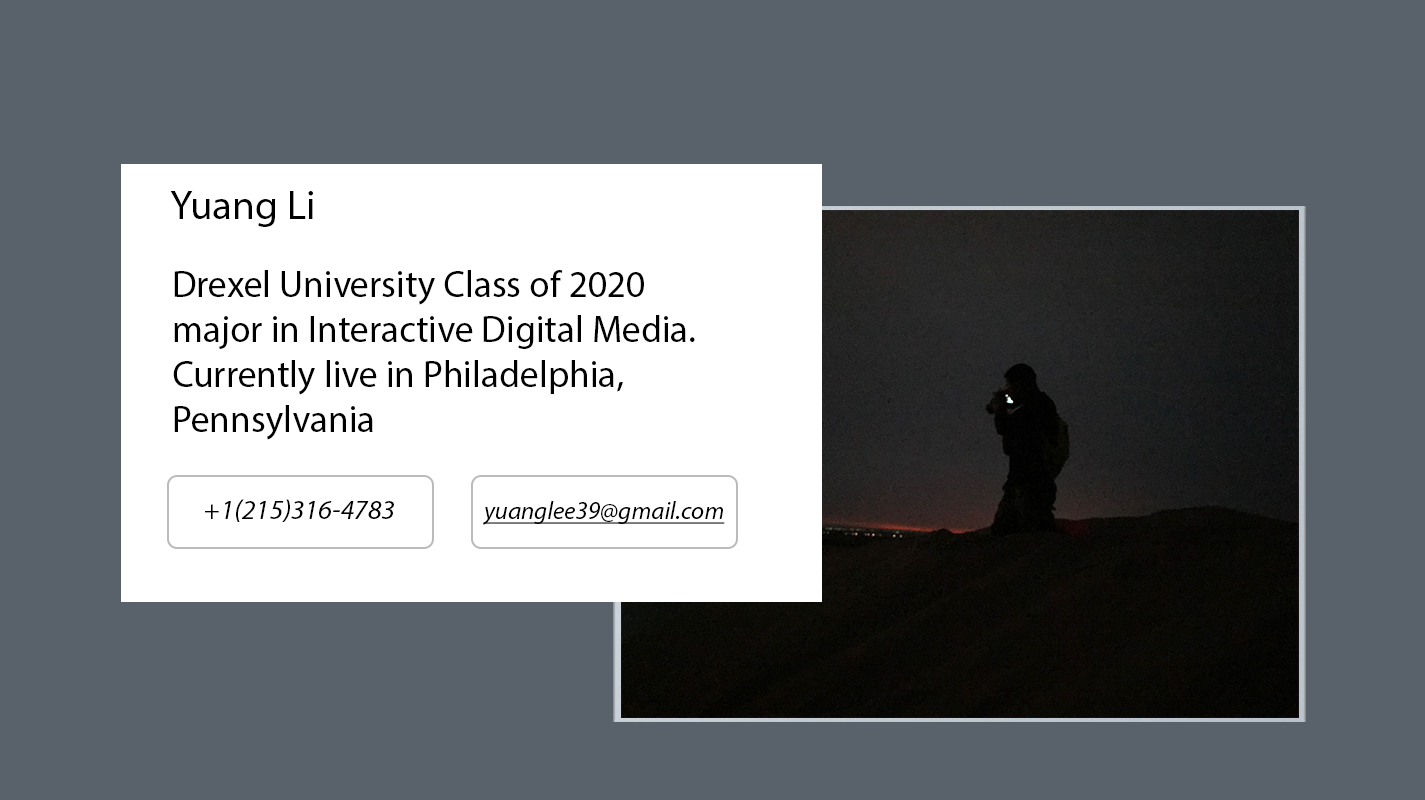 Yuang Li
Drexel University Class of 2020
major in Interactive Digital Media.
Currently live in Philadelphia,
Pennsylvania
+1(215)316-4783
yuanglee39@gmail.com